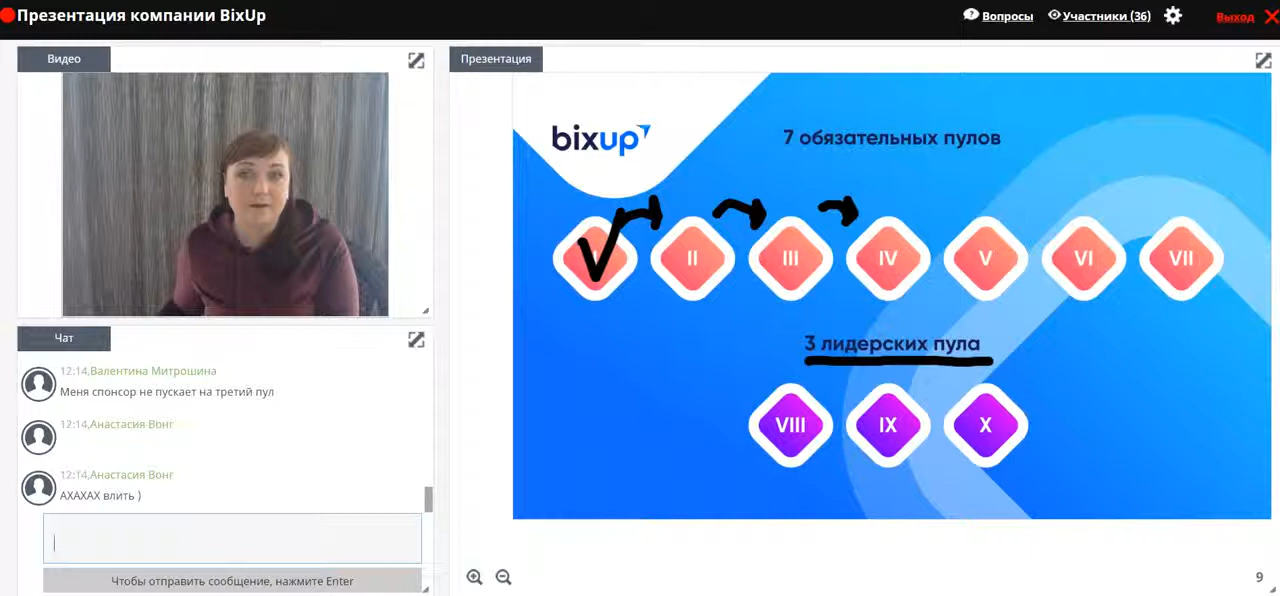 Презентация компании BixUp
Вопросы
Участники (36)
Выход
Видео
Чат
12:14,Валентина Митрошина
Меня спонсор не пускает на третий пул
12:14,Анастасия Вонг
12:14,Анастасия Вонг
АХАХАХ влить )
Чтобы отправить сообщение, нажмите Enter
Презентация
bixup
7 обязательных пулов
II III IV V VI VII
3 лидерских пула
VIII IX X
9